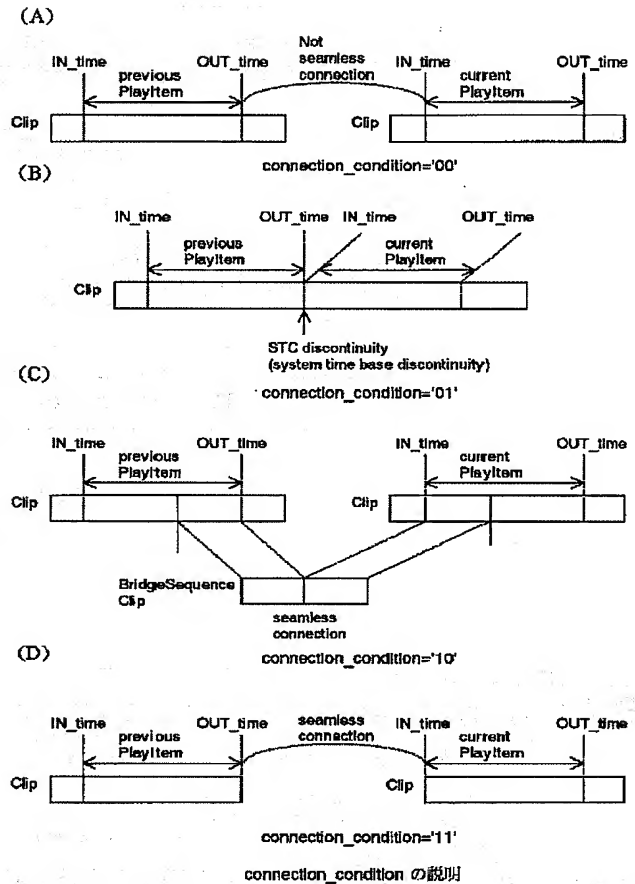 (A)
Not
seamless
connection
IN_time
OUT_time
IN_time
OUT_time
previous
PlayItem
current
PlayItem
Clip
Clip
connection_condition='00'
(B)
IN_time
OUT_time
IN_time
OUT_time
previous
PlayItem
current
PlayItem
Clip
STC discontinuity
(system time base discontinuity)
connection_condition='01'
(C)
IN_time
OUT_time
IN_time
OUT_time
previous
PlayItem
current
PlayItem
Clip
Clip
BridgeSequence
Clip
seamless
connection
connection_condition='10'
(D)
IN_time
OUT_time
seamless
connection
IN_time
OUT_time
previous
PlayItem
current
PlayItem
Clip
Clip
connection_condition='11'
connection_condition の説明